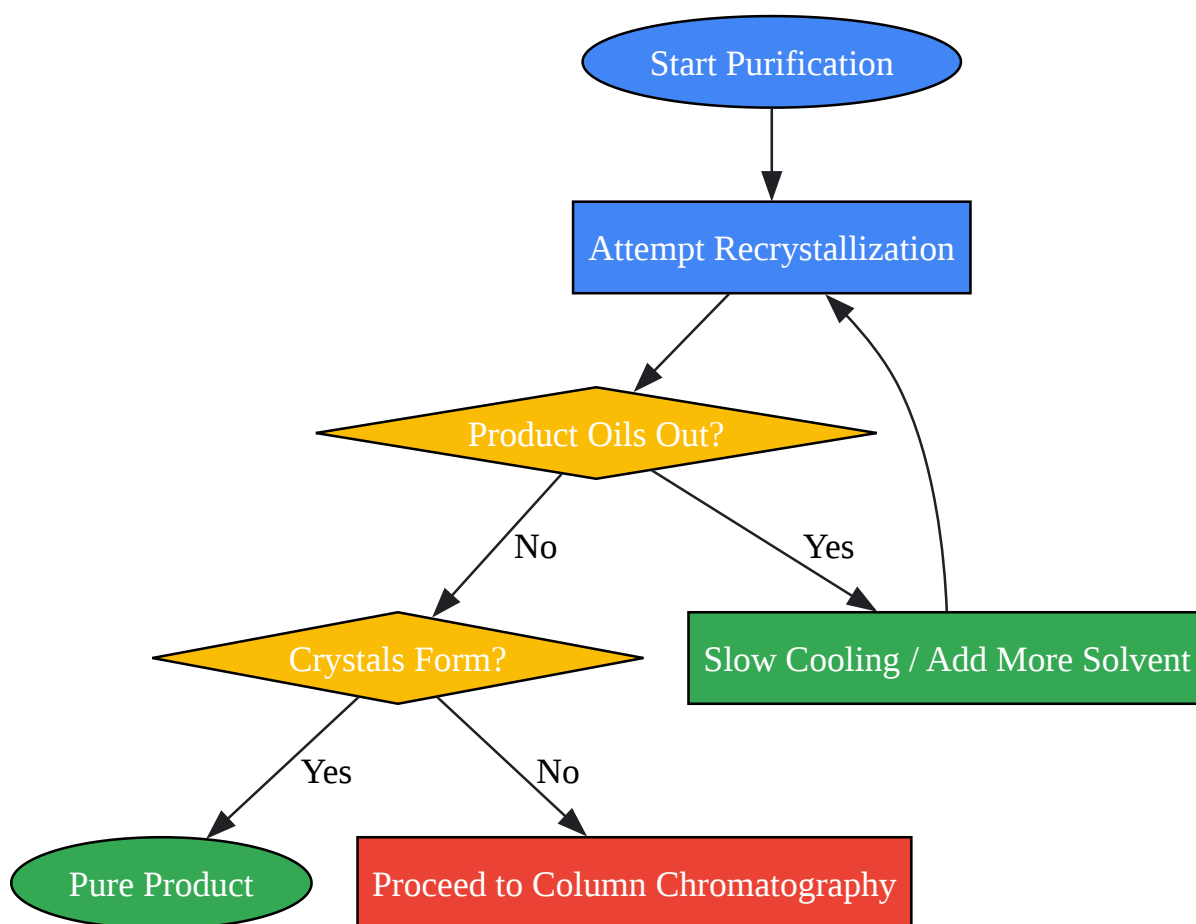 Start Purification
Attempt Recrystallization
Product Oils Out?
No
Yes
Crystals Form?
Slow Cooling / Add More Solvent
Yes
No
Pure Product
Proceed to Column Chromatography